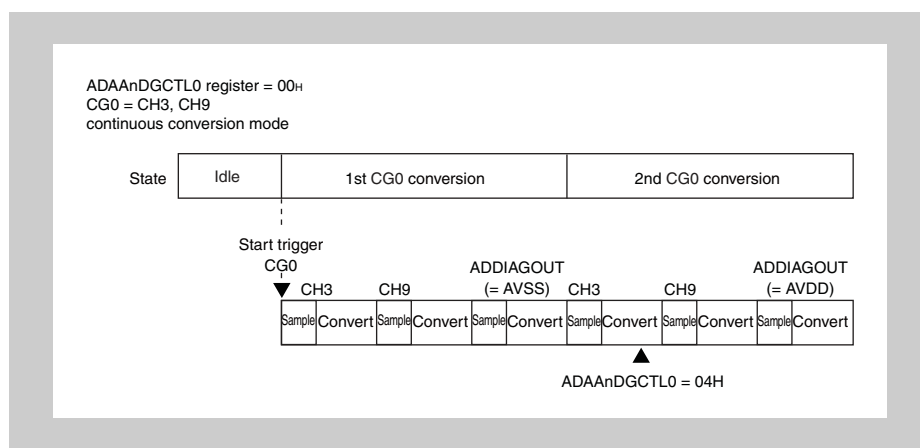 ADAAnDGCTL0 register = 00H
CG0 = CH3, CH9
continuous conversion mode
State Idle 1st CG0 conversion 2nd CG0 conversion
Start trigger
CG0
ADDIAGOUT ADDIAGOUT
CH3 CH9 (= AVSS) CH3 CH9 (= AVDD)
Sample Convert Sample Convert Sample Convert Sample Convert Sample Convert Sample Convert
ADAAnDGCTL0 = 04H